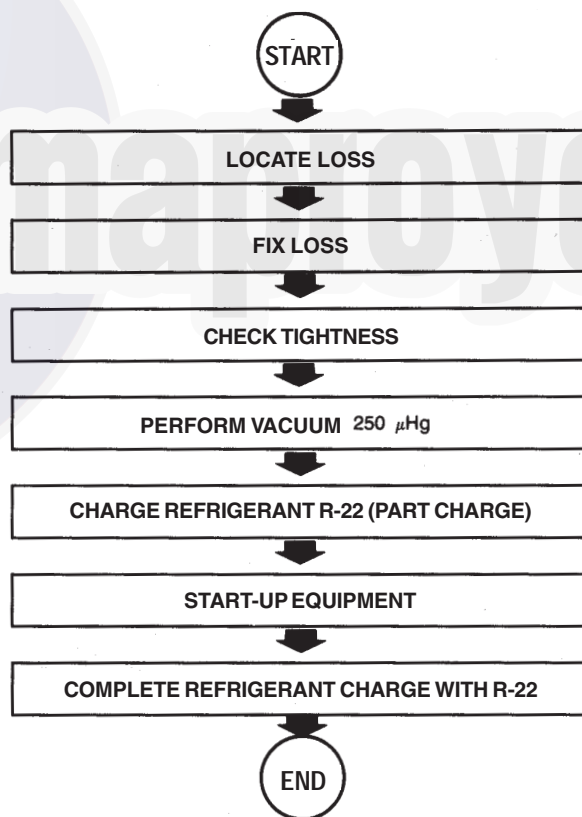 START
LOCATE LOSS
FIX LOSS
CHECK TIGHTNESS
PERFORM VACUUM 250 μHg
CHARGE REFRIGERANT R-22 (PART CHARGE)
START-UP EQUIPMENT
COMPLETE REFRIGERANT CHARGE WITH R-22
END